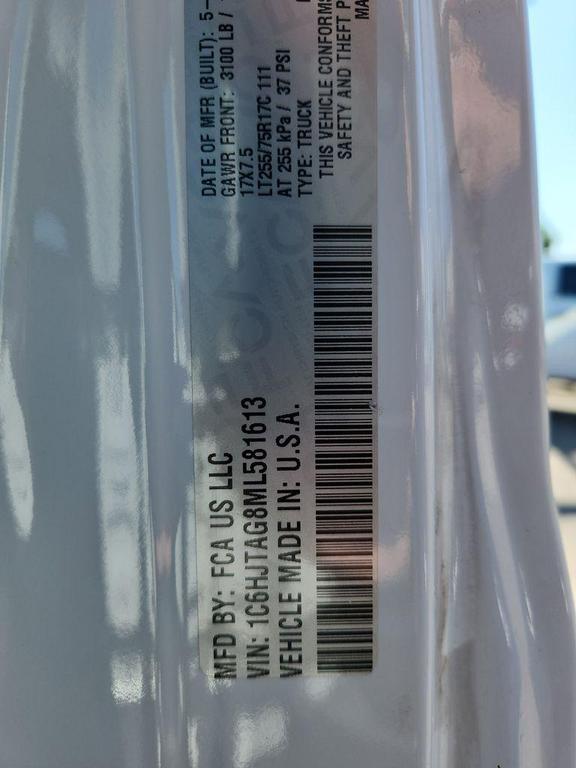 MFD BY: FCA US LLC
DATE OF MFR (BUILT): 5-
GAWR FRONT: 3100 LB /
VIN: 1C6HJTAG8ML581613
17X7.5
LT255/75R17C 111
VEHICLE MADE IN: U.S.A.
AT 255 kPa / 37 PSI
TYPE: TRUCK
THIS VEHICLE CONFORMS
SAFETY AND THEFT P
MA